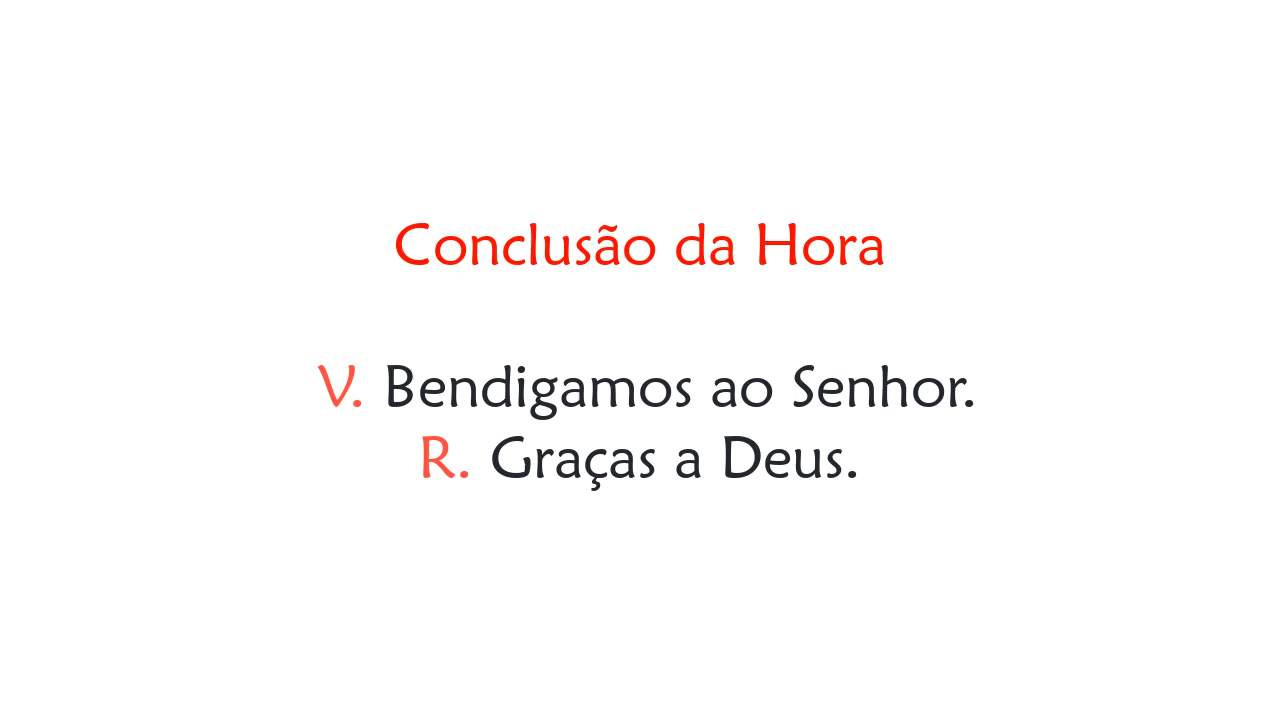 Conclusão da Hora
V. Bendigamos ao Senhor.
R. Graças a Deus.